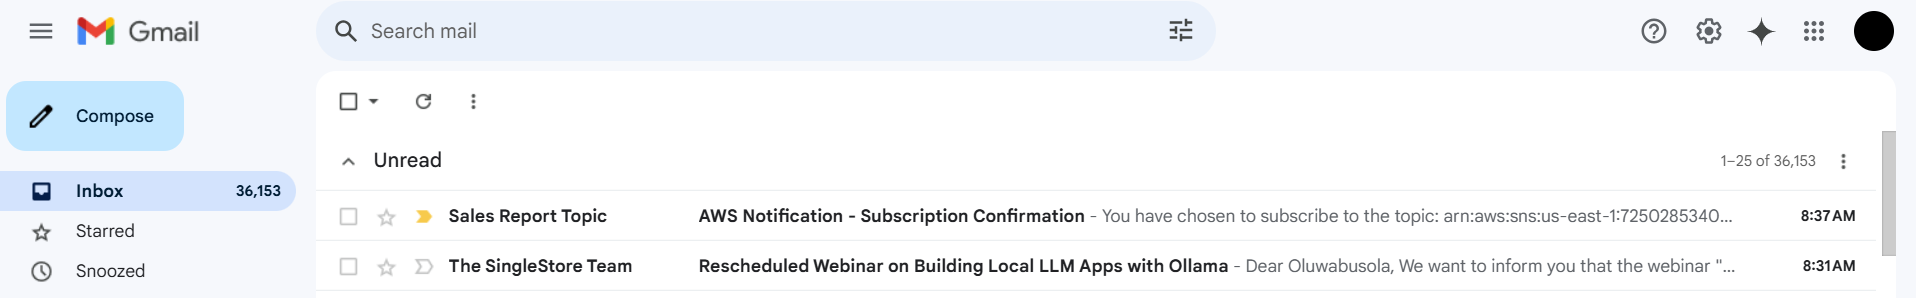 Gmail
Search mail
Compose
Unread
1–25 of 36,153
Inbox 36,153
Sales Report Topic AWS Notification - Subscription Confirmation - You have chosen to subscribe to the topic: arn:aws:sns:us-east-1:7250285340... 8:37 AM
Starred
The SingleStore Team Rescheduled Webinar on Building Local LLM Apps with Ollama - Dear Oluwabusola, We want to inform you that the webinar "... 8:31 AM
Snoozed